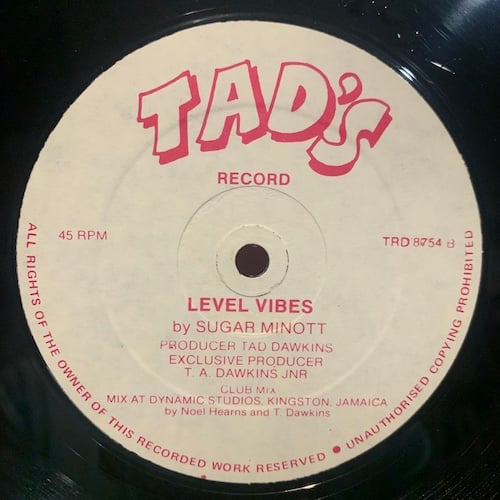 TAD'S
RECORD
45 RPM
TRD 8754 B
LEVEL VIBES
by SUGAR MINOTT
PRODUCER TAD DAWKINS
EXCLUSIVE PRODUCER
T. A. DAWKINS JNR
CLUB MIX
MIX AT DYNAMIC STUDIOS, KINGSTON, JAMAICA
by Noel Hearns and T. Dawkins
ALL RIGHTS OF THE OWNER OF THIS RECORDED WORK RESERVED ● UNAUTHORISED COPYING PROHIBITED